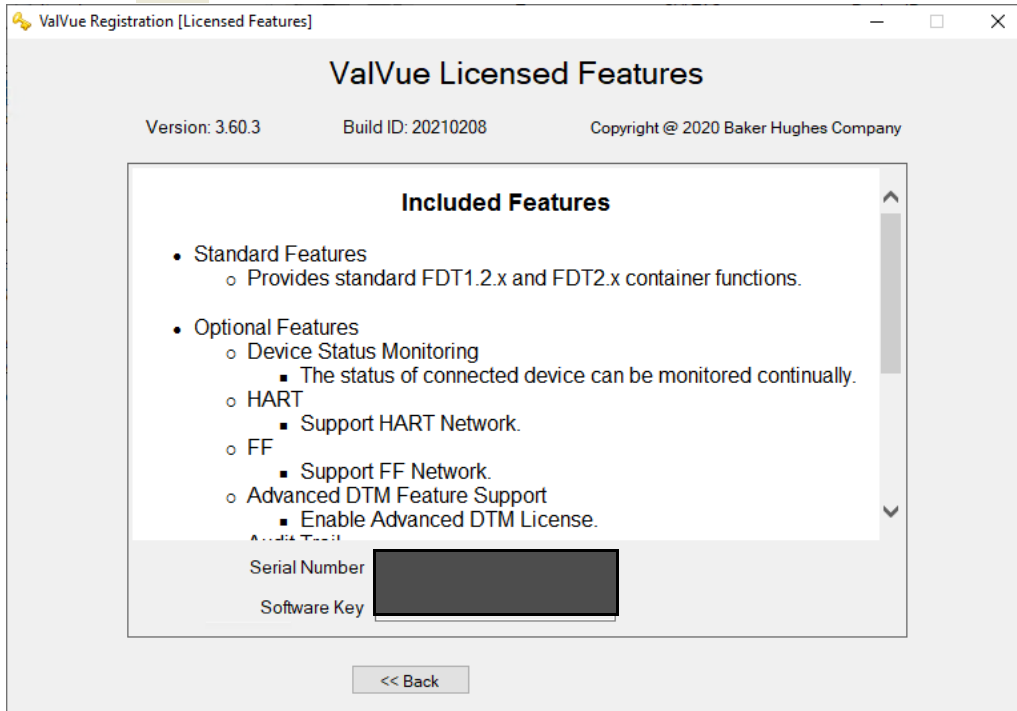 ValVue Registration [Licensed Features]
ValVue Licensed Features
Version: 3.60.3 Build ID: 20210208 Copyright @ 2020 Baker Hughes Company
Included Features
• Standard Features
o Provides standard FDT1.2.x and FDT2.x container functions.
• Optional Features
o Device Status Monitoring
▪ The status of connected device can be monitored continually.
o HART
▪ Support HART Network.
o FF
▪ Support FF Network.
o Advanced DTM Feature Support
▪ Enable Advanced DTM License.
Audit Trail
Serial Number
Software Key
<< Back